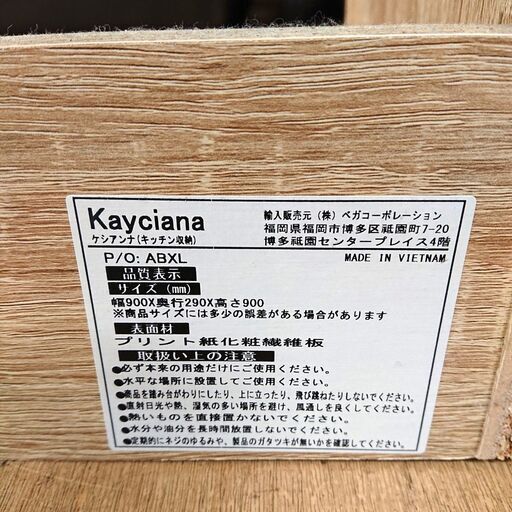 Kayciana
ケシアンナ(キッチン収納)
輸入販売元 (株) ベガコーポレーション
福岡県福岡市博多区祇園町7-20
博多祇園センタープレイス4階
P/O: ABXL
MADE IN VIETNAM
品質表示
サイズ (mm)
幅900X奥行290X高さ900
※商品サイズには多少の誤差がある場合があります
表面材
プリント紙化粧繊維板
取扱い上の注意
●必ず本来の用途だけにご使用ください。
●水平な場所に設置してご使用ください。
●商品を踏み台がわりにしたり、上に立ったり、飛び跳ねたりしないでください。
●直射日光や熱、湿気の多い場所を避け、風通しを良くしてください。
●熱いものを直接置かないでください。
●水分や油分を長時間放置しないでください。
●定期的にネジのゆるみや、製品のガタツキが無いかを確認してください。